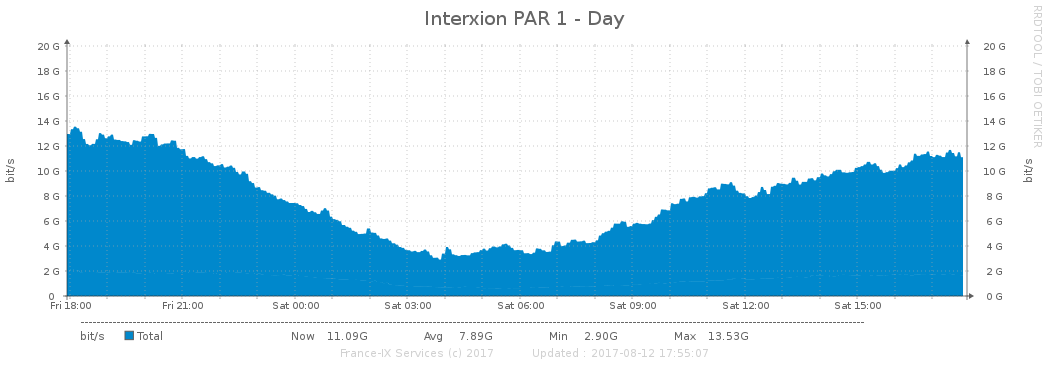 Interxion PAR 1 - Day
RRDTOOL / TOBI OETIKER
bit/s
bit/s
20 G 20 G
18 G 18 G
16 G 16 G
14 G 14 G
12 G 12 G
10 G 10 G
8 G 8 G
6 G 6 G
4 G 4 G
2 G 2 G
0 0 G
Fri 18:00 Fri 21:00 Sat 00:00 Sat 03:00 Sat 06:00 Sat 09:00 Sat 12:00 Sat 15:00
bit/s Total Now 11.09G Avg 7.89G Min 2.90G Max 13.53G
France-IX Services (c) 2017 Updated : 2017-08-12 17:55:07